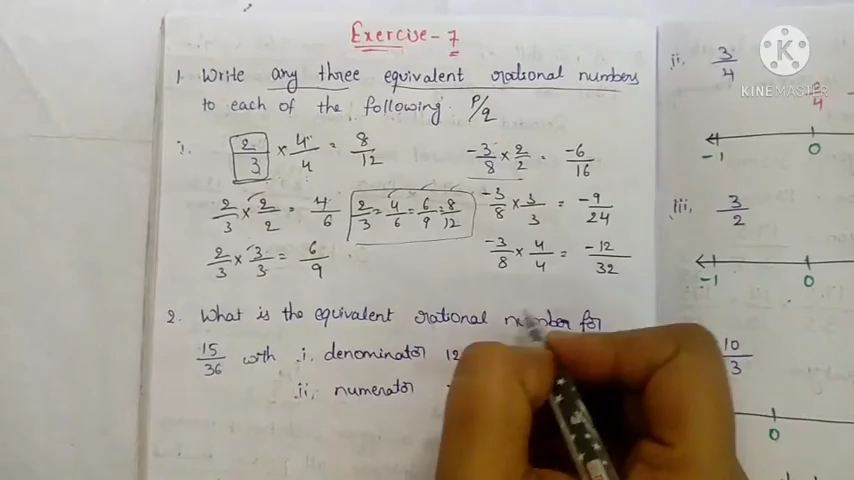 Exercise - 7
1. Write any three equivalent rational numbers
to each of the following. P/q
i. 2/3 × 4/4 = 8/12
-3/8 × 2/2 = -6/16
2/3 × 2/2 = 4/6
2/3 = 4/6 = 6/9 = 8/12
-3/8 × 3/3 = -9/24
2/3 × 3/3 = 6/9
-3/8 × 4/4 = -12/32
2. What is the equivalent rational number for
15/36 with i. denominator 12
ii. numerator
ii. 3/4
KINEMASTER
-1 0
iii. 3/2
-1 0
10/3
0